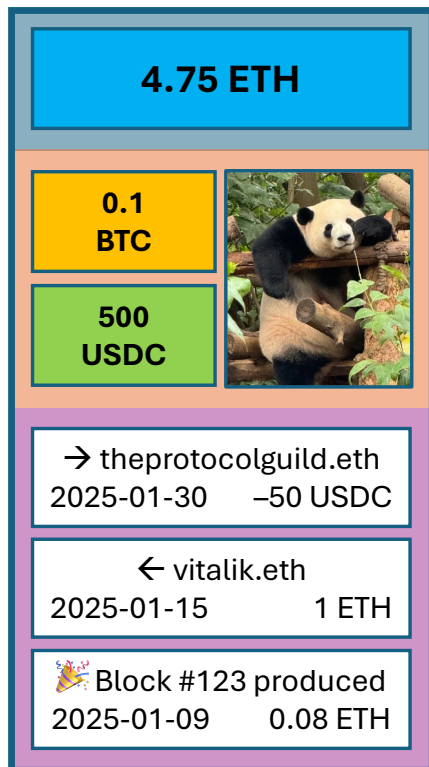 4.75 ETH
0.1
BTC
500
USDC
→ theprotocolguild.eth
2025-01-30 –50 USDC
← vitalik.eth
2025-01-15 1 ETH
🎉 Block #123 produced
2025-01-09 0.08 ETH